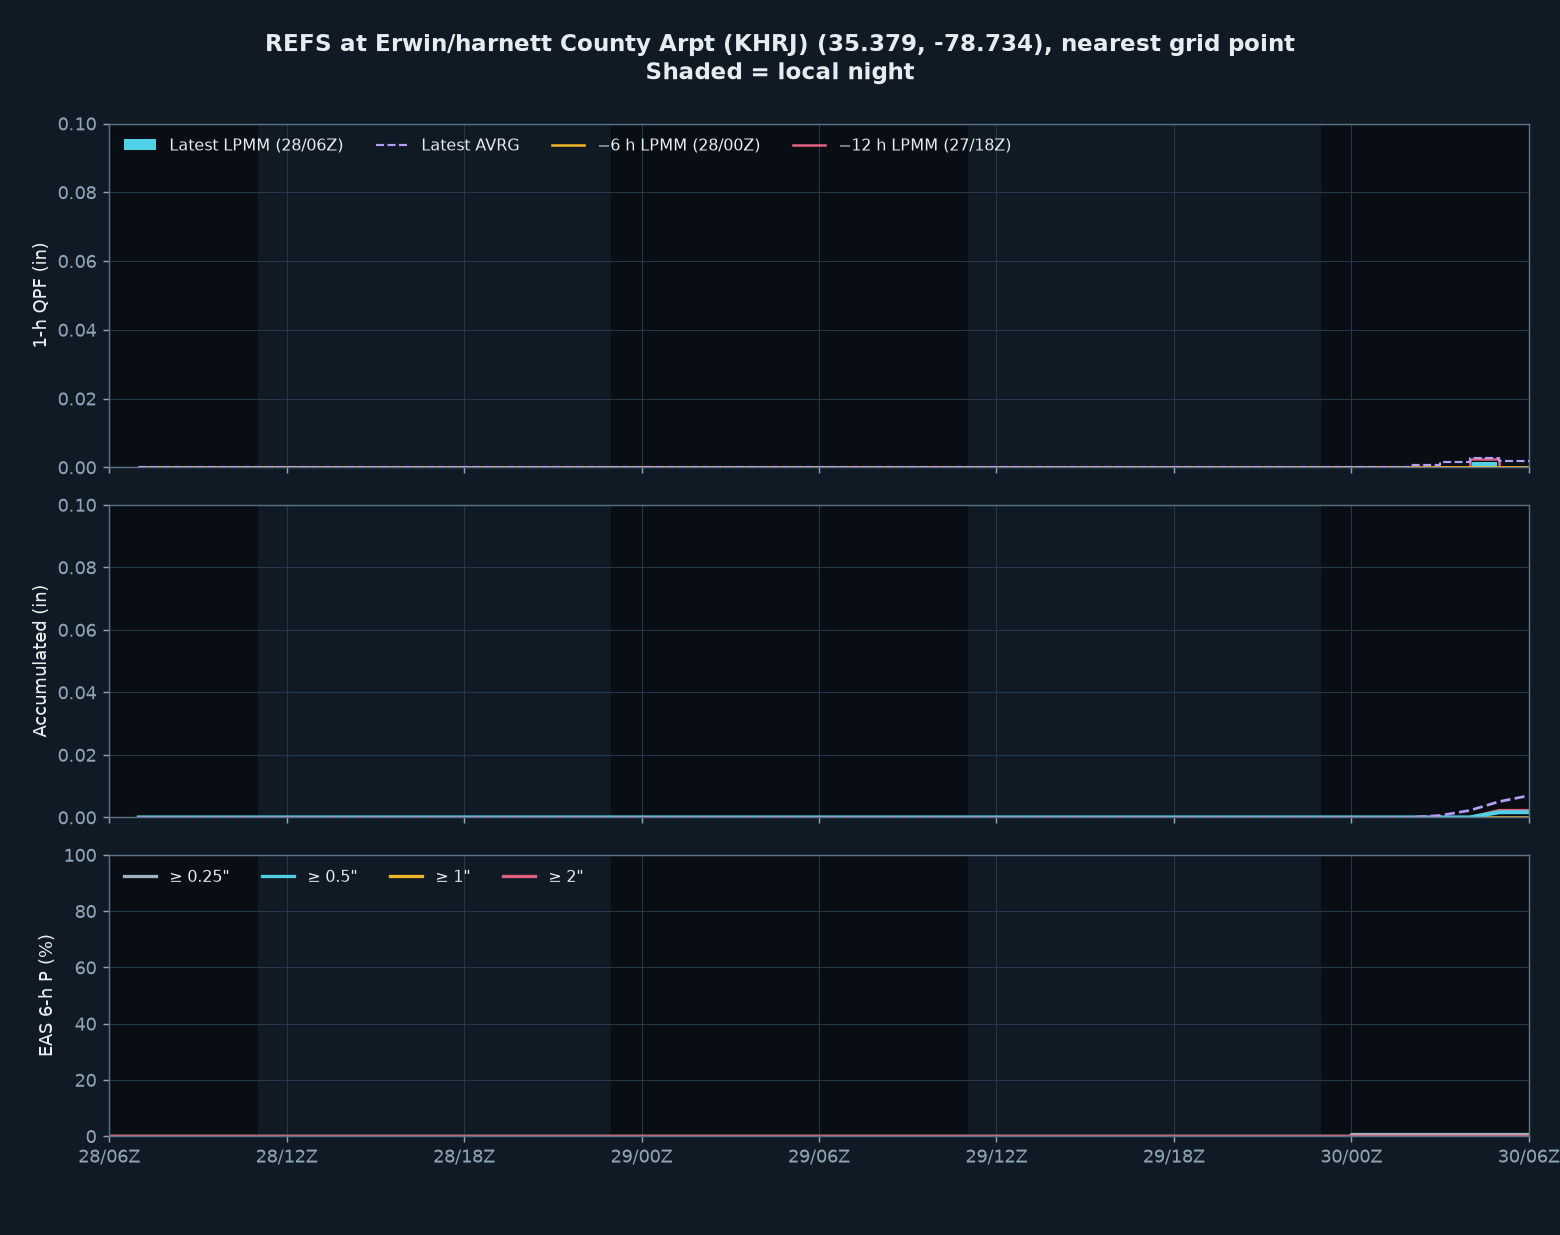 REFS at Erwin/harnett County Arpt (KHRJ) (35.379, -78.734), nearest grid point
Shaded = local night
1-h QPF (in)
0.10
0.08
0.06
0.04
0.02
0.00
Latest LPMM (28/06Z)
Latest AVRG
−6 h LPMM (28/00Z)
−12 h LPMM (27/18Z)
Accumulated (in)
0.10
0.08
0.06
0.04
0.02
0.00
EAS 6-h P (%)
100
80
60
40
20
0
≥ 0.25"
≥ 0.5"
≥ 1"
≥ 2"
28/06Z
28/12Z
28/18Z
29/00Z
29/06Z
29/12Z
29/18Z
30/00Z
30/06Z